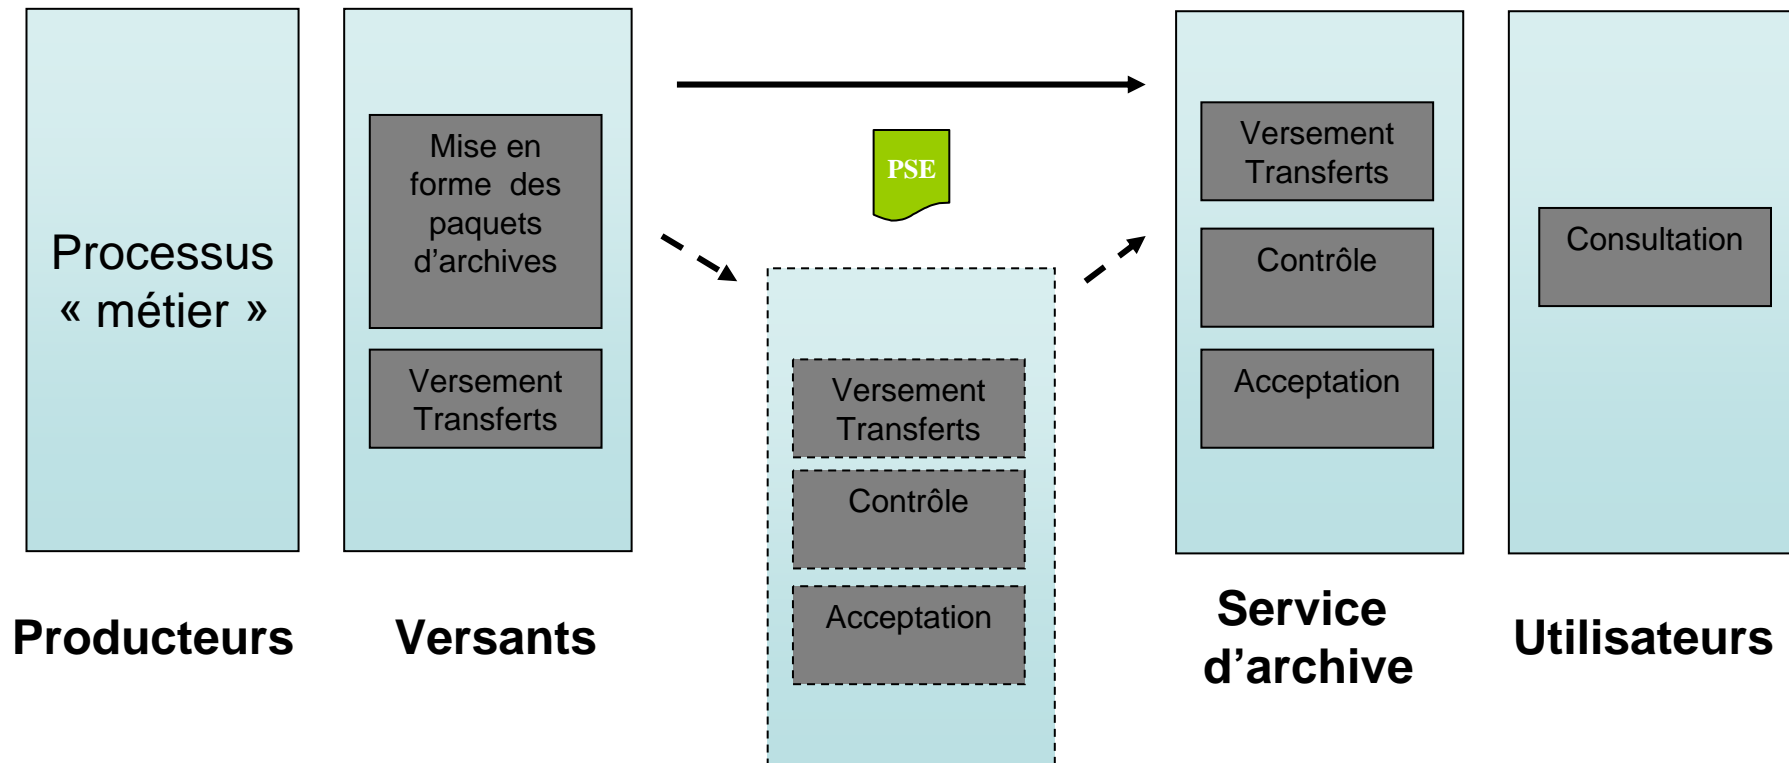 Processus
« métier »
Producteurs
Mise en
forme des
paquets
d’archives
Versement
Transferts
Versants
PSE
Versement
Transferts
Contrôle
Acceptation
Versement
Transferts
Contrôle
Acceptation
Service
d’archive
Consultation
Utilisateurs